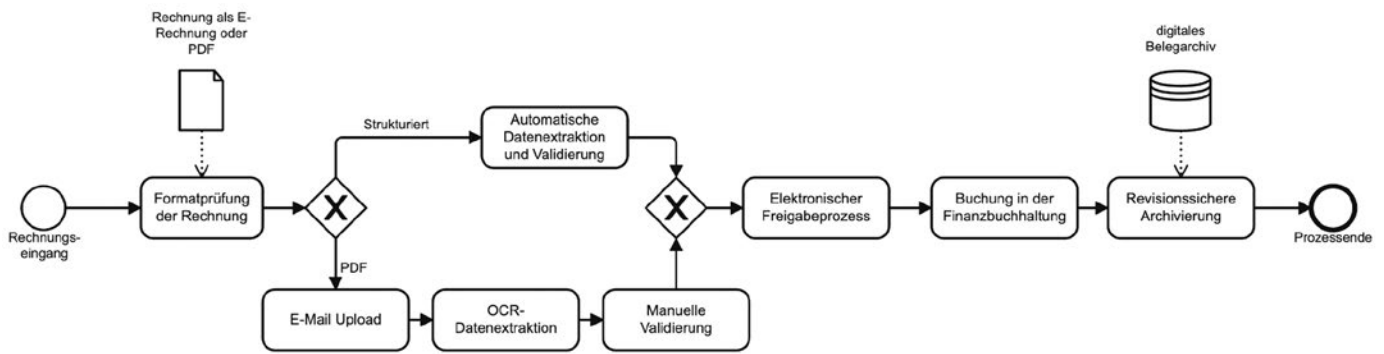 Rechnung als E-
Rechnung oder
PDF
digitales
Belegarchiv
Strukturiert
Automatische
Datenextraktion
und Validierung
Formatprüfung
der Rechnung
X
X
Elektronischer
Freigabeprozess
Buchung in der
Finanzbuchhaltung
Revisionssichere
Archivierung
Rechnungs-
eingang
Prozessende
PDF
E-Mail Upload
OCR-
Datenextraktion
Manuelle
Validierung